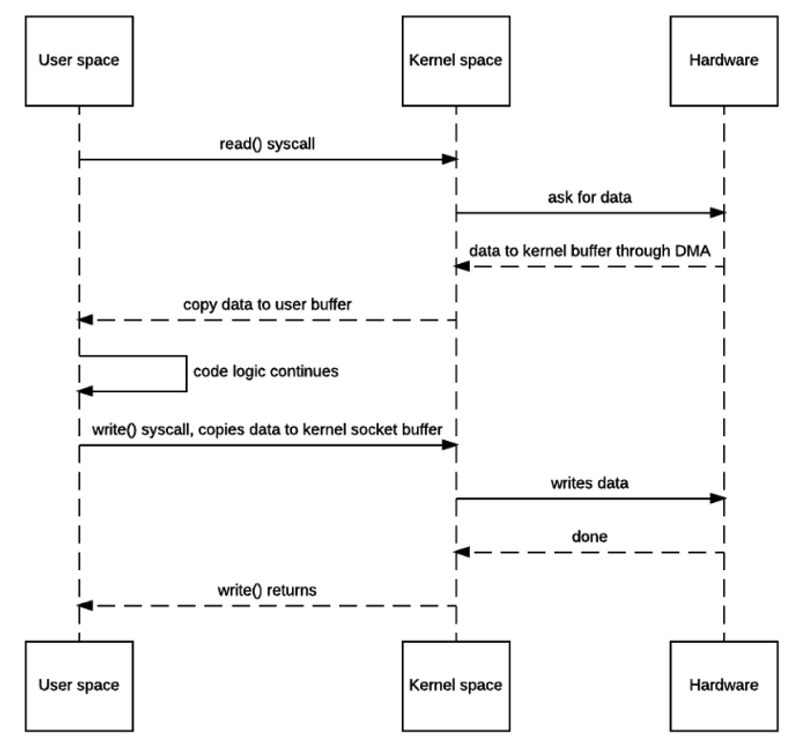 User space
Kernel space
Hardware
read() syscall
ask for data
data to kernel buffer through DMA
copy data to user buffer
code logic continues
write() syscall, copies data to kernel socket buffer
writes data
done
write() returns
User space
Kernel space
Hardware